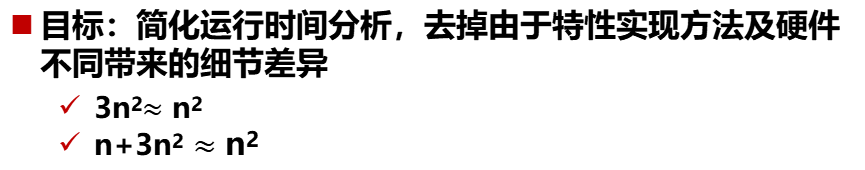 目标：简化运行时间分析，去掉由于特性实现方法及硬件
不同带来的细节差异
✓ 3n²≈ n²
✓ n+3n² ≈ n²